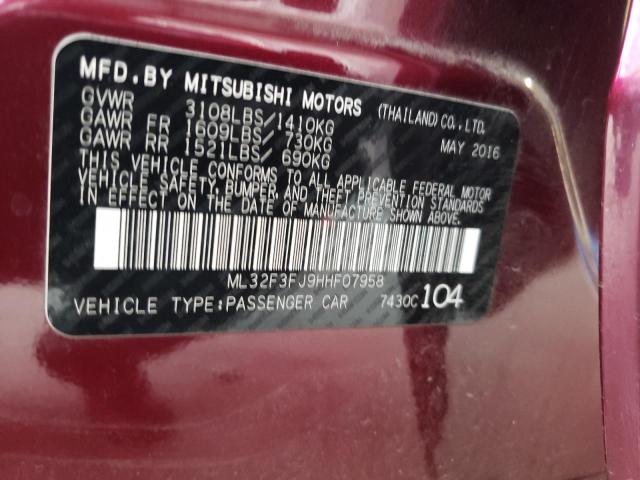 MFD. BY MITSUBISHI MOTORS (THAILAND) CO., LTD.
GVWR 3108LBS/1410KG MAY 2016
GAWR FR 1609LBS/ 730KG
GAWR RR 1521LBS/ 690KG
THIS VEHICLE CONFORMS TO ALL APPLICABLE FEDERAL MOTOR
VEHICLE SAFETY, BUMPER, AND THEFT PREVENTION STANDARDS
IN EFFECT ON THE DATE OF MANUFACTURE SHOWN ABOVE.
ML32F3FJ9HHF07958
VEHICLE TYPE: PASSENGER CAR 7430C 104